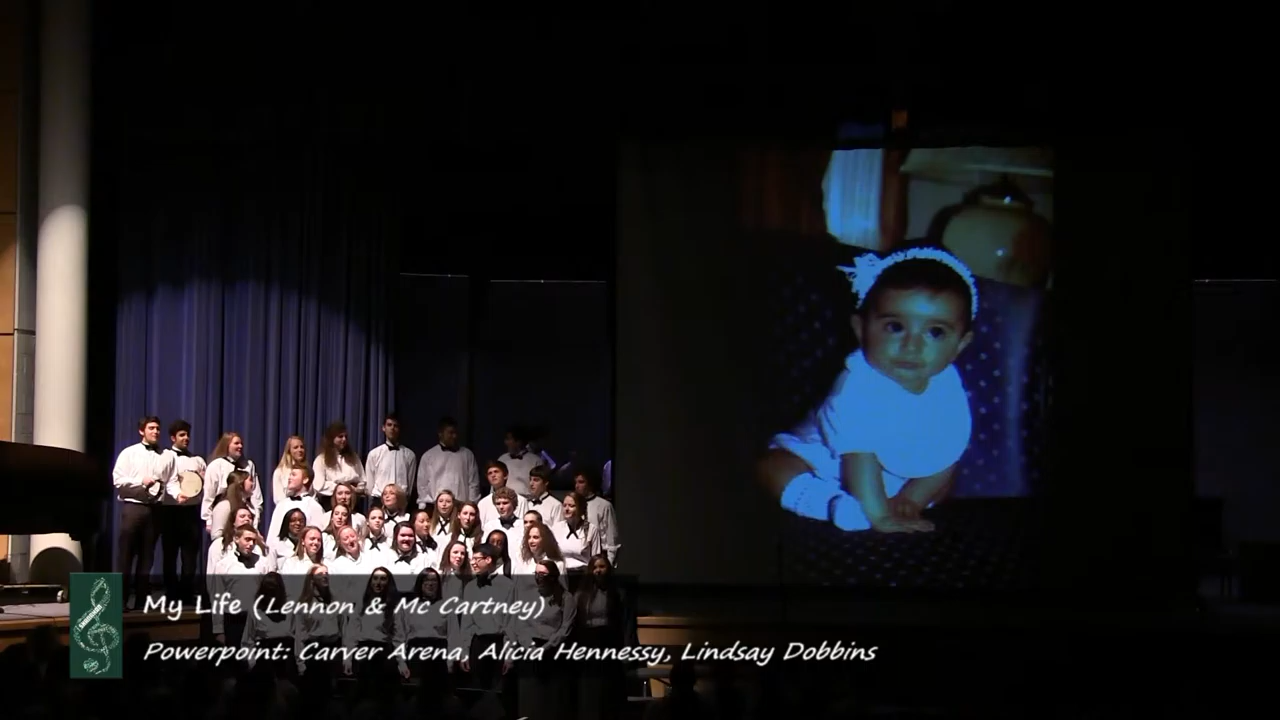 My Life (Lennon & Mc Cartney)
Powerpoint: Carver Arena, Alicia Hennessy, Lindsay Dobbins